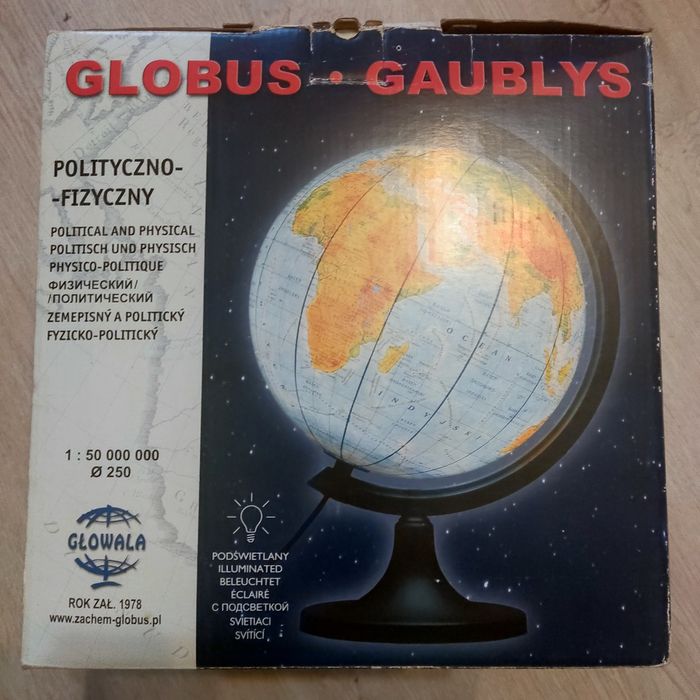 GLOBUS · GAUBLYS
POLITYCZNO-
-FIZYCZNY
POLITICAL AND PHYSICAL
POLITISCH UND PHYSISCH
PHYSICO-POLITIQUE
ФИЗИЧЕСКИЙ/
/ПОЛИТИЧЕСКИЙ
ZEMEPISNÝ A POLITICKÝ
FYZICKO-POLITICKÝ
1 : 50 000 000
Ø 250
GŁOWALA
ROK ZAŁ. 1978
www.zachem-globus.pl
PODŚWIETLANY
ILLUMINATED
BELEUCHTET
ÉCLAIRÉ
С ПОДСВЕТКОЙ
SVIETIACI
SVÍTÍCÍ
OCEAN
INDYJSKI